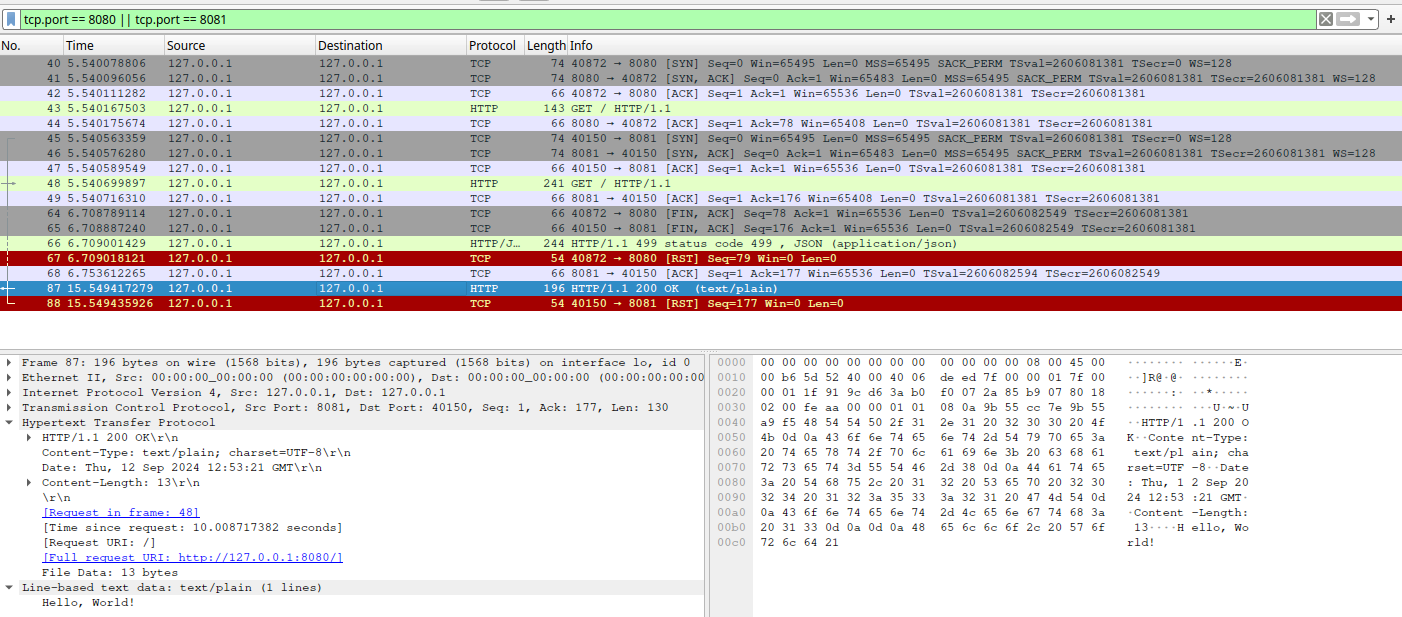 tcp.port == 8080 || tcp.port == 8081
No. Time Source Destination Protocol Length Info
40 5.540078806 127.0.0.1 127.0.0.1 TCP 74 40872 → 8080 [SYN] Seq=0 Win=65495 Len=0 MSS=65495 SACK_PERM TSval=2606081381 TSecr=0 WS=128
41 5.540096056 127.0.0.1 127.0.0.1 TCP 74 8080 → 40872 [SYN, ACK] Seq=0 Ack=1 Win=65483 Len=0 MSS=65495 SACK_PERM TSval=2606081381 TSecr=2606081381 WS=128
42 5.540111282 127.0.0.1 127.0.0.1 TCP 66 40872 → 8080 [ACK] Seq=1 Ack=1 Win=65536 Len=0 TSval=2606081381 TSecr=2606081381
43 5.540167503 127.0.0.1 127.0.0.1 HTTP 143 GET / HTTP/1.1
44 5.540175674 127.0.0.1 127.0.0.1 TCP 66 8080 → 40872 [ACK] Seq=1 Ack=78 Win=65408 Len=0 TSval=2606081381 TSecr=2606081381
45 5.540563359 127.0.0.1 127.0.0.1 TCP 74 40150 → 8081 [SYN] Seq=0 Win=65495 Len=0 MSS=65495 SACK_PERM TSval=2606081381 TSecr=0 WS=128
46 5.540576280 127.0.0.1 127.0.0.1 TCP 74 8081 → 40150 [SYN, ACK] Seq=0 Ack=1 Win=65483 Len=0 MSS=65495 SACK_PERM TSval=2606081381 TSecr=2606081381 WS=128
47 5.540589549 127.0.0.1 127.0.0.1 TCP 66 40150 → 8081 [ACK] Seq=1 Ack=1 Win=65536 Len=0 TSval=2606081381 TSecr=2606081381
48 5.540699897 127.0.0.1 127.0.0.1 HTTP 241 GET / HTTP/1.1
49 5.540716310 127.0.0.1 127.0.0.1 TCP 66 8081 → 40150 [ACK] Seq=1 Ack=176 Win=65408 Len=0 TSval=2606081381 TSecr=2606081381
64 6.708789114 127.0.0.1 127.0.0.1 TCP 66 40872 → 8080 [FIN, ACK] Seq=78 Ack=1 Win=65536 Len=0 TSval=2606082549 TSecr=2606081381
65 6.708887240 127.0.0.1 127.0.0.1 TCP 66 40150 → 8081 [FIN, ACK] Seq=176 Ack=1 Win=65536 Len=0 TSval=2606082549 TSecr=2606081381
66 6.709001429 127.0.0.1 127.0.0.1 HTTP/J… 244 HTTP/1.1 499 status code 499 , JSON (application/json)
67 6.709018121 127.0.0.1 127.0.0.1 TCP 54 40872 → 8080 [RST] Seq=79 Win=0 Len=0
68 6.753612265 127.0.0.1 127.0.0.1 TCP 66 8081 → 40150 [ACK] Seq=1 Ack=177 Win=65536 Len=0 TSval=2606082594 TSecr=2606082549
87 15.549417279 127.0.0.1 127.0.0.1 HTTP 196 HTTP/1.1 200 OK (text/plain)
88 15.549435926 127.0.0.1 127.0.0.1 TCP 54 40150 → 8081 [RST] Seq=177 Win=0 Len=0
Frame 87: 196 bytes on wire (1568 bits), 196 bytes captured (1568 bits) on interface lo, id 0
Ethernet II, Src: 00:00:00_00:00:00 (00:00:00:00:00:00), Dst: 00:00:00_00:00:00 (00:00:00:00:00:00
Internet Protocol Version 4, Src: 127.0.0.1, Dst: 127.0.0.1
Transmission Control Protocol, Src Port: 8081, Dst Port: 40150, Seq: 1, Ack: 177, Len: 130
Hypertext Transfer Protocol
HTTP/1.1 200 OK\r\n
Content-Type: text/plain; charset=UTF-8\r\n
Date: Thu, 12 Sep 2024 12:53:21 GMT\r\n
Content-Length: 13\r\n
\r\n
[Request in frame: 48]
[Time since request: 10.008717382 seconds]
[Request URI: /]
[Full request URI: http://127.0.0.1:8080/]
File Data: 13 bytes
Line-based text data: text/plain (1 lines)
Hello, World!
0000 00 00 00 00 00 00 00 00 00 00 00 00 08 00 45 00 ········ ······E·
0010 00 b6 5d 52 40 00 40 06 de ed 7f 00 00 01 7f 00 ··]R@·@· ········
0020 00 01 1f 91 9c d6 3a b0 f0 07 2a 85 b9 07 80 18 ······:· ··*·····
0030 02 00 fe aa 00 00 01 01 08 0a 9b 55 cc 7e 9b 55 ········ ···U·~·U
0040 a9 f5 48 54 54 50 2f 31 2e 31 20 32 30 30 20 4f ··HTTP/1 .1 200 O
0050 4b 0d 0a 43 6f 6e 74 65 6e 74 2d 54 79 70 65 3a K··Conte nt-Type:
0060 20 74 65 78 74 2f 70 6c 61 69 6e 3b 20 63 68 61 text/pl ain; cha
0070 72 73 65 74 3d 55 54 46 2d 38 0d 0a 44 61 74 65 rset=UTF -8··Date
0080 3a 20 54 68 75 2c 20 31 32 20 53 65 70 20 32 30 : Thu, 1 2 Sep 20
0090 32 34 20 31 32 3a 35 33 3a 32 31 20 47 4d 54 0d 24 12:53 :21 GMT·
00a0 0a 43 6f 6e 74 65 6e 74 2d 4c 65 6e 67 74 68 3a ·Content -Length:
00b0 20 31 33 0d 0a 0d 0a 48 65 6c 6c 6f 2c 20 57 6f 13····H ello, Wo
00c0 72 6c 64 21 rld!